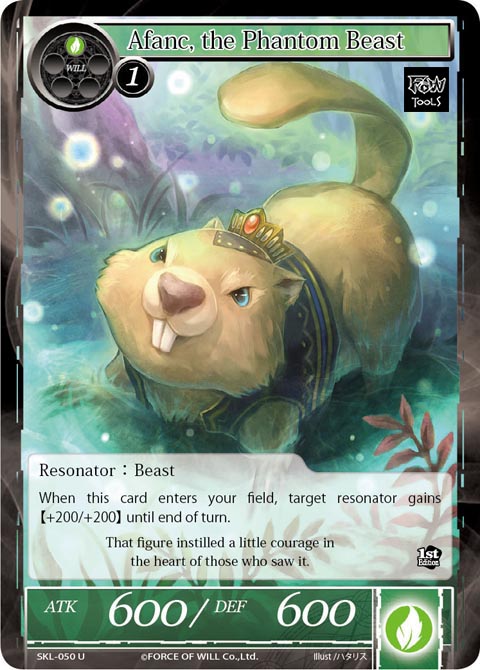 Afanc, the Phantom Beast
WILL
1
FOW
TOOLS
Resonator : Beast
When this card enters your field, target resonator gains
【+200/+200】 until end of turn.
That figure instilled a little courage in
the heart of those who saw it.
1st
Edition
ATK 600 / DEF 600
SKL-050 U ©FORCE OF WILL Co.,Ltd. Illust /ハタリス